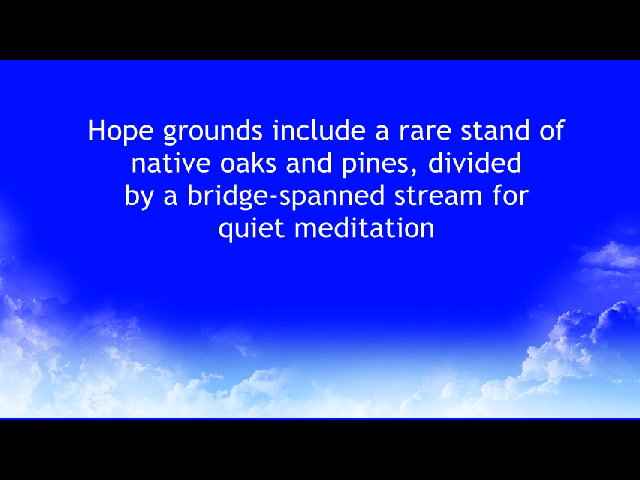 Hope grounds include a rare stand of
native oaks and pines, divided
by a bridge-spanned stream for
quiet meditation